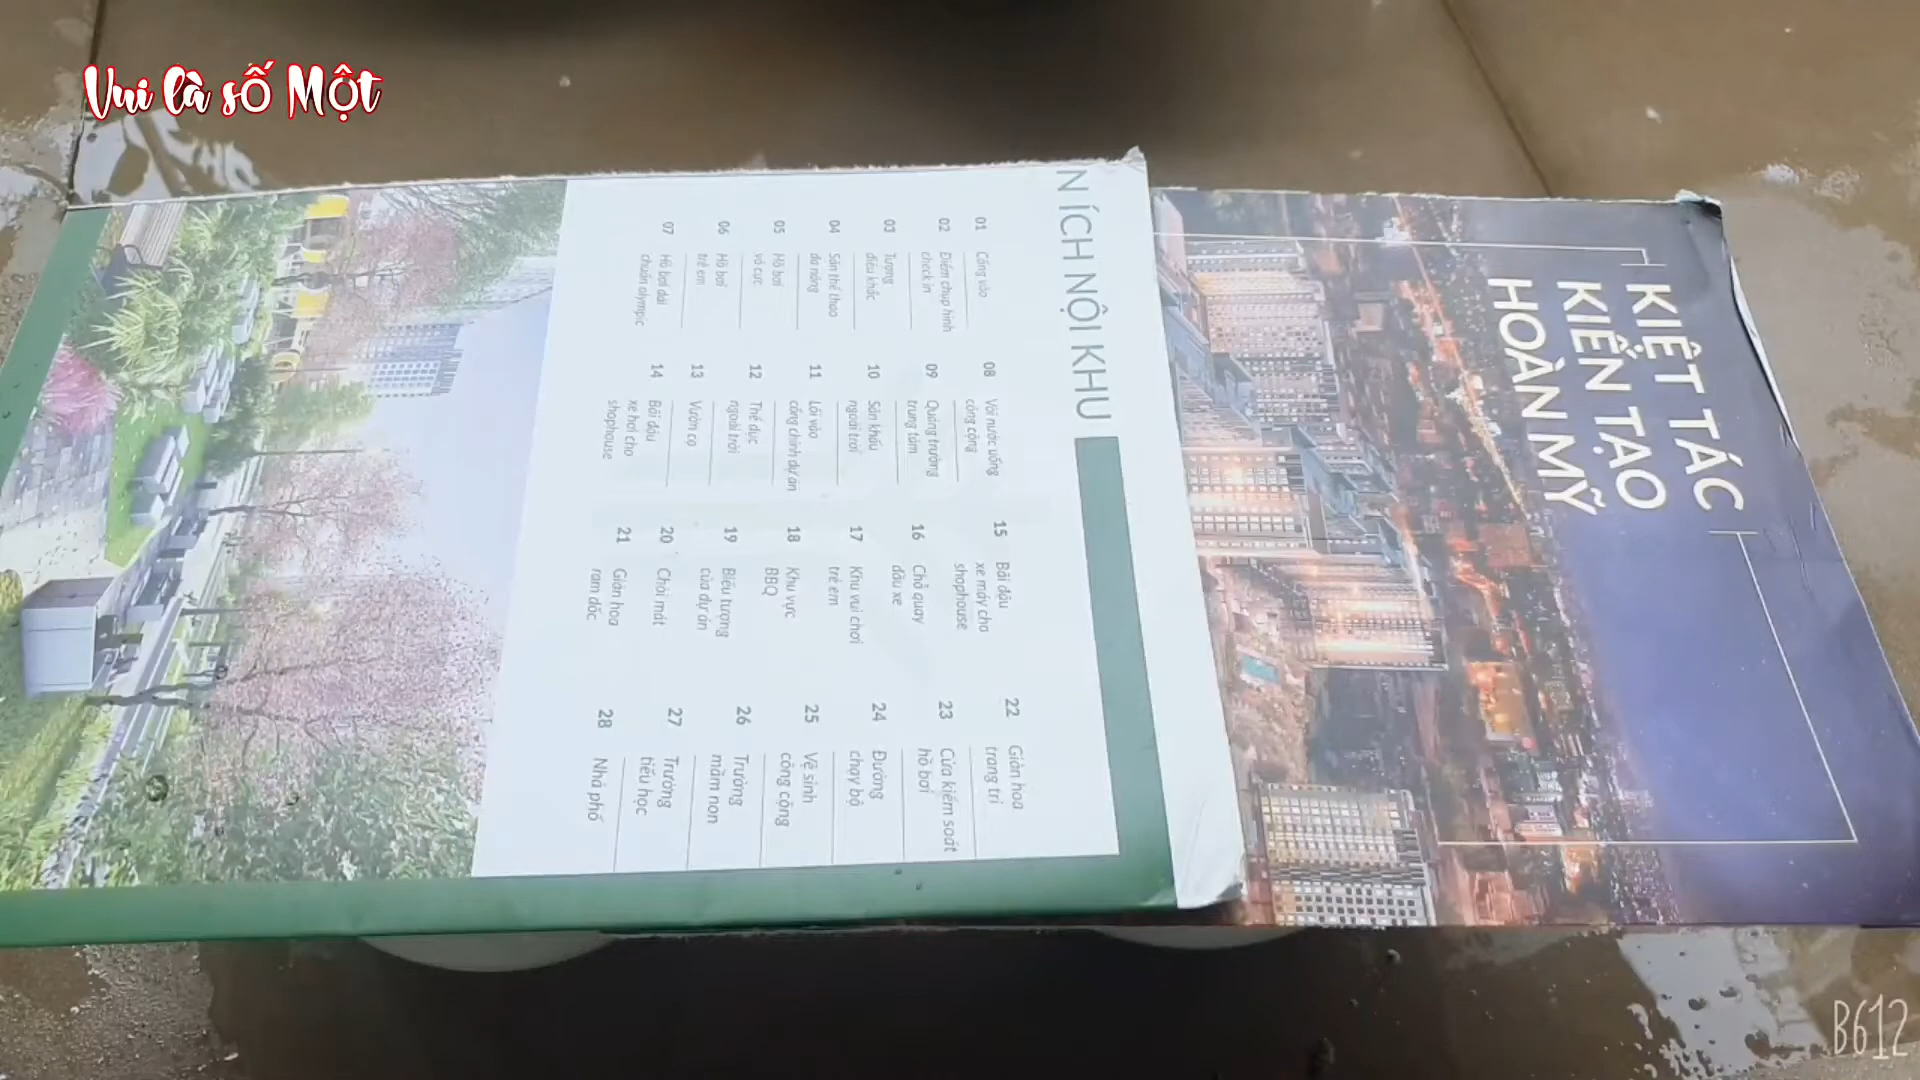 Vui là số Một
N ÍCH NỘI KHU
01 Cổng vào
02 Điểm chụp hình
check in
03 Tượng
điêu khắc
04 Sân thể thao
đa năng
05 Hồ bơi
vô cực
06 Hồ bơi
trẻ em
07 Hồ bơi dài
chuẩn olympic
08 Vòi nước uống
công cộng
09 Quảng trường
trung tâm
10 Sân khấu
ngoài trời
11 Lối vào
cổng chính dự án
12 Thể dục
ngoài trời
13 Vườn cọ
14 Bãi đậu
xe hơi cho
shophouse
15 Bãi đậu
xe máy cho
shophouse
16 Chỗ quay
đầu xe
17 Khu vui chơi
trẻ em
18 Khu vực
BBQ
19 Biểu tượng
của dự án
20 Chòi mát
21 Giàn hoa
ram dốc
22 Giàn hoa
trang trí
23 Cửa kiểm soát
hồ bơi
24 Đường
chạy bộ
25 Vệ sinh
công cộng
26 Trường
mầm non
27 Trường
tiểu học
28 Nhà phố
KIỆT TÁC
KIẾN TẠO
HOÀN MỸ
B612